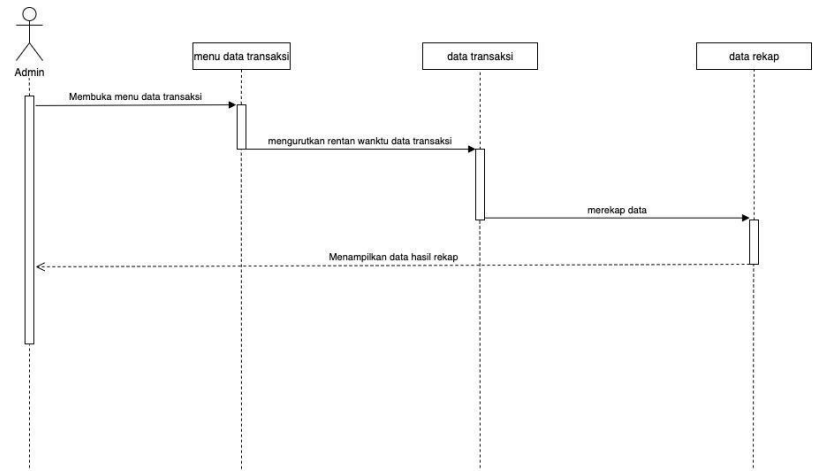 Admin
menu data transaksi
data transaksi
data rekap
Membuka menu data transaksi
mengurutkan rentan wanktu data transaksi
merekap data
Menampilkan data hasil rekap